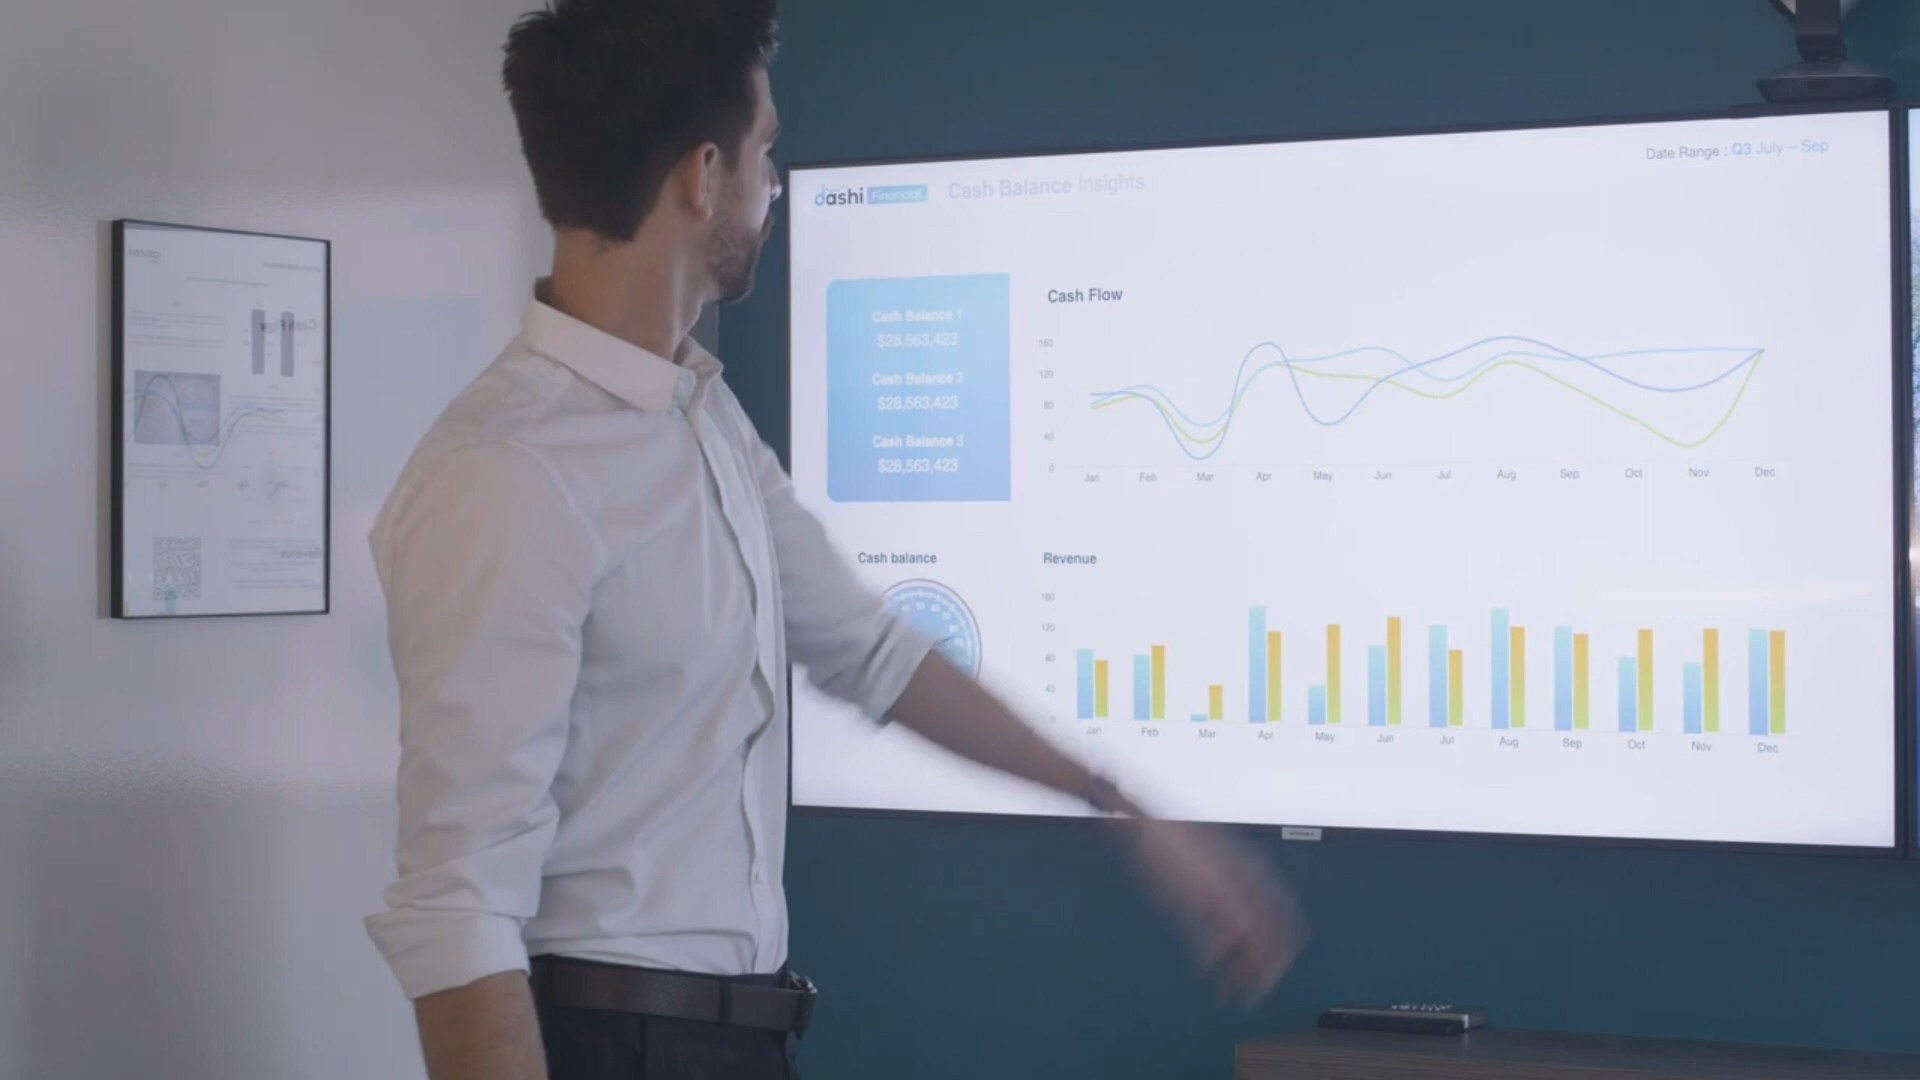 dashi Financial Cash Balance Insights
Date Range : Q3 July – Sep
Cash Balance 1
$28,563,423
Cash Balance 2
$28,563,423
Cash Balance 3
$28,563,423
Cash Flow
160
120
80
40
0
Jan Feb Mar Apr May Jun Jul Aug Sep Oct Nov Dec
Cash balance
Revenue
160
120
80
40
0
Jan Feb Mar Apr May Jun Jul Aug Sep Oct Nov Dec